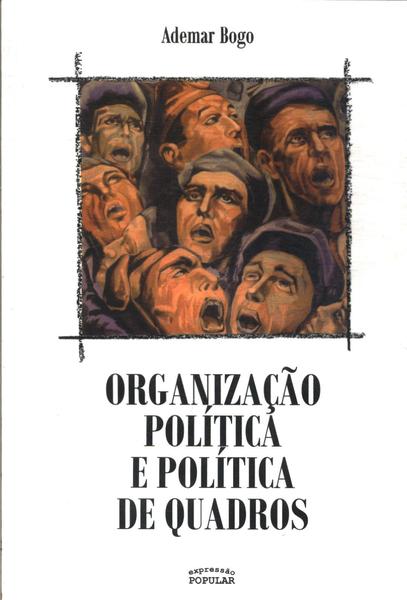 Ademar Bogo
ORGANIZAÇÃO
POLÍTICA
E POLÍTICA
DE QUADROS
expressão
POPULAR